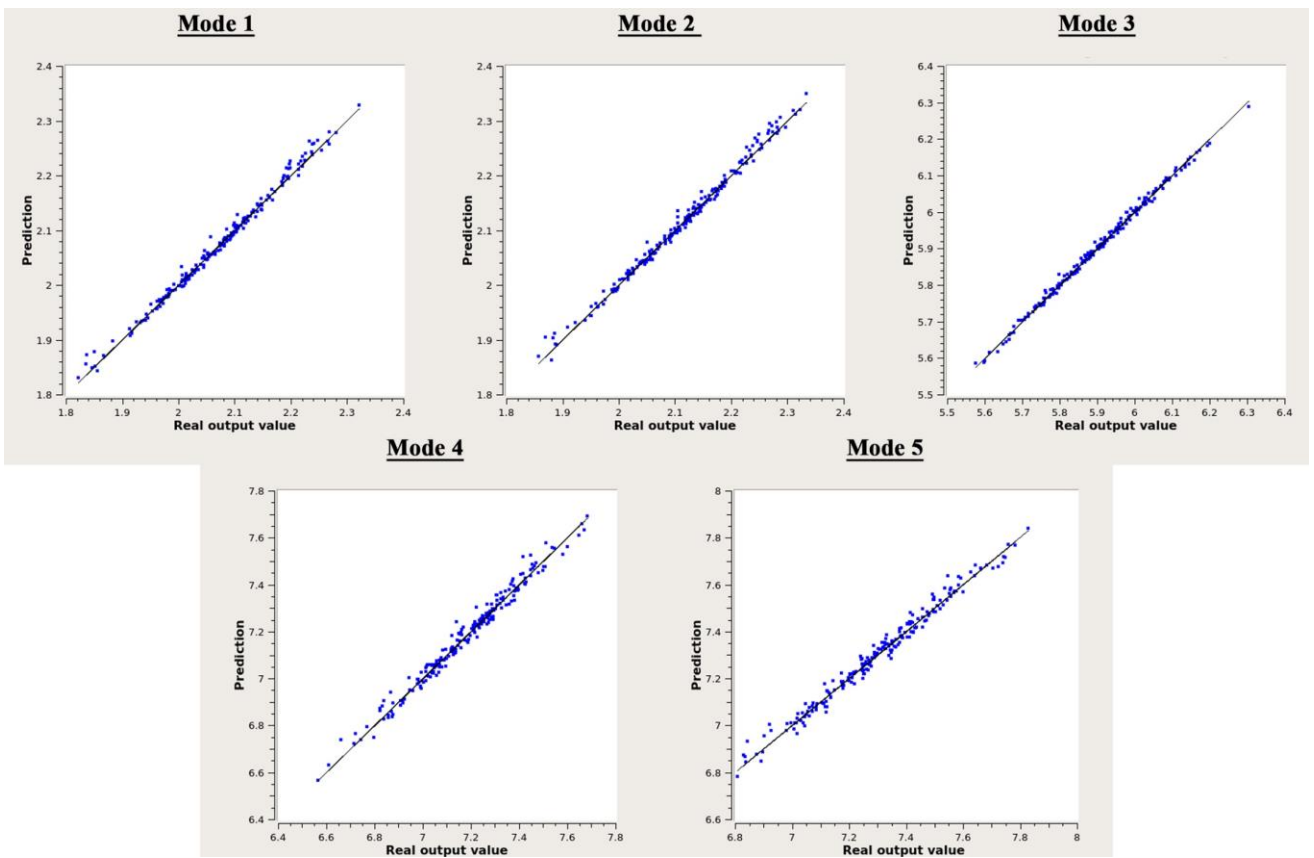 Mode 1
Mode 2
Mode 3
2.4
2.3
2.2
2.1
2
1.9
1.8
Prediction
1.8 1.9 2 2.1 2.2 2.3 2.4
Real output value
2.4
2.3
2.2
2.1
2
1.9
1.8
Prediction
1.8 1.9 2 2.1 2.2 2.3 2.4
Real output value
6.4
6.3
6.2
6.1
6
5.9
5.8
5.7
5.6
5.5
Prediction
5.5 5.6 5.7 5.8 5.9 6 6.1 6.2 6.3 6.4
Real output value
Mode 4
Mode 5
7.8
7.6
7.4
7.2
7
6.8
6.6
6.4
Prediction
6.4 6.6 6.8 7 7.2 7.4 7.6 7.8
Real output value
8
7.8
7.6
7.4
7.2
7
6.8
6.6
Prediction
6.8 7 7.2 7.4 7.6 7.8 8
Real output value